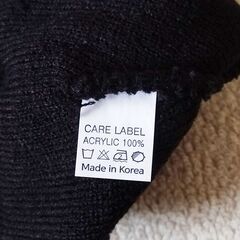 CARE LABEL
ACRYLIC 100%
Made in Korea